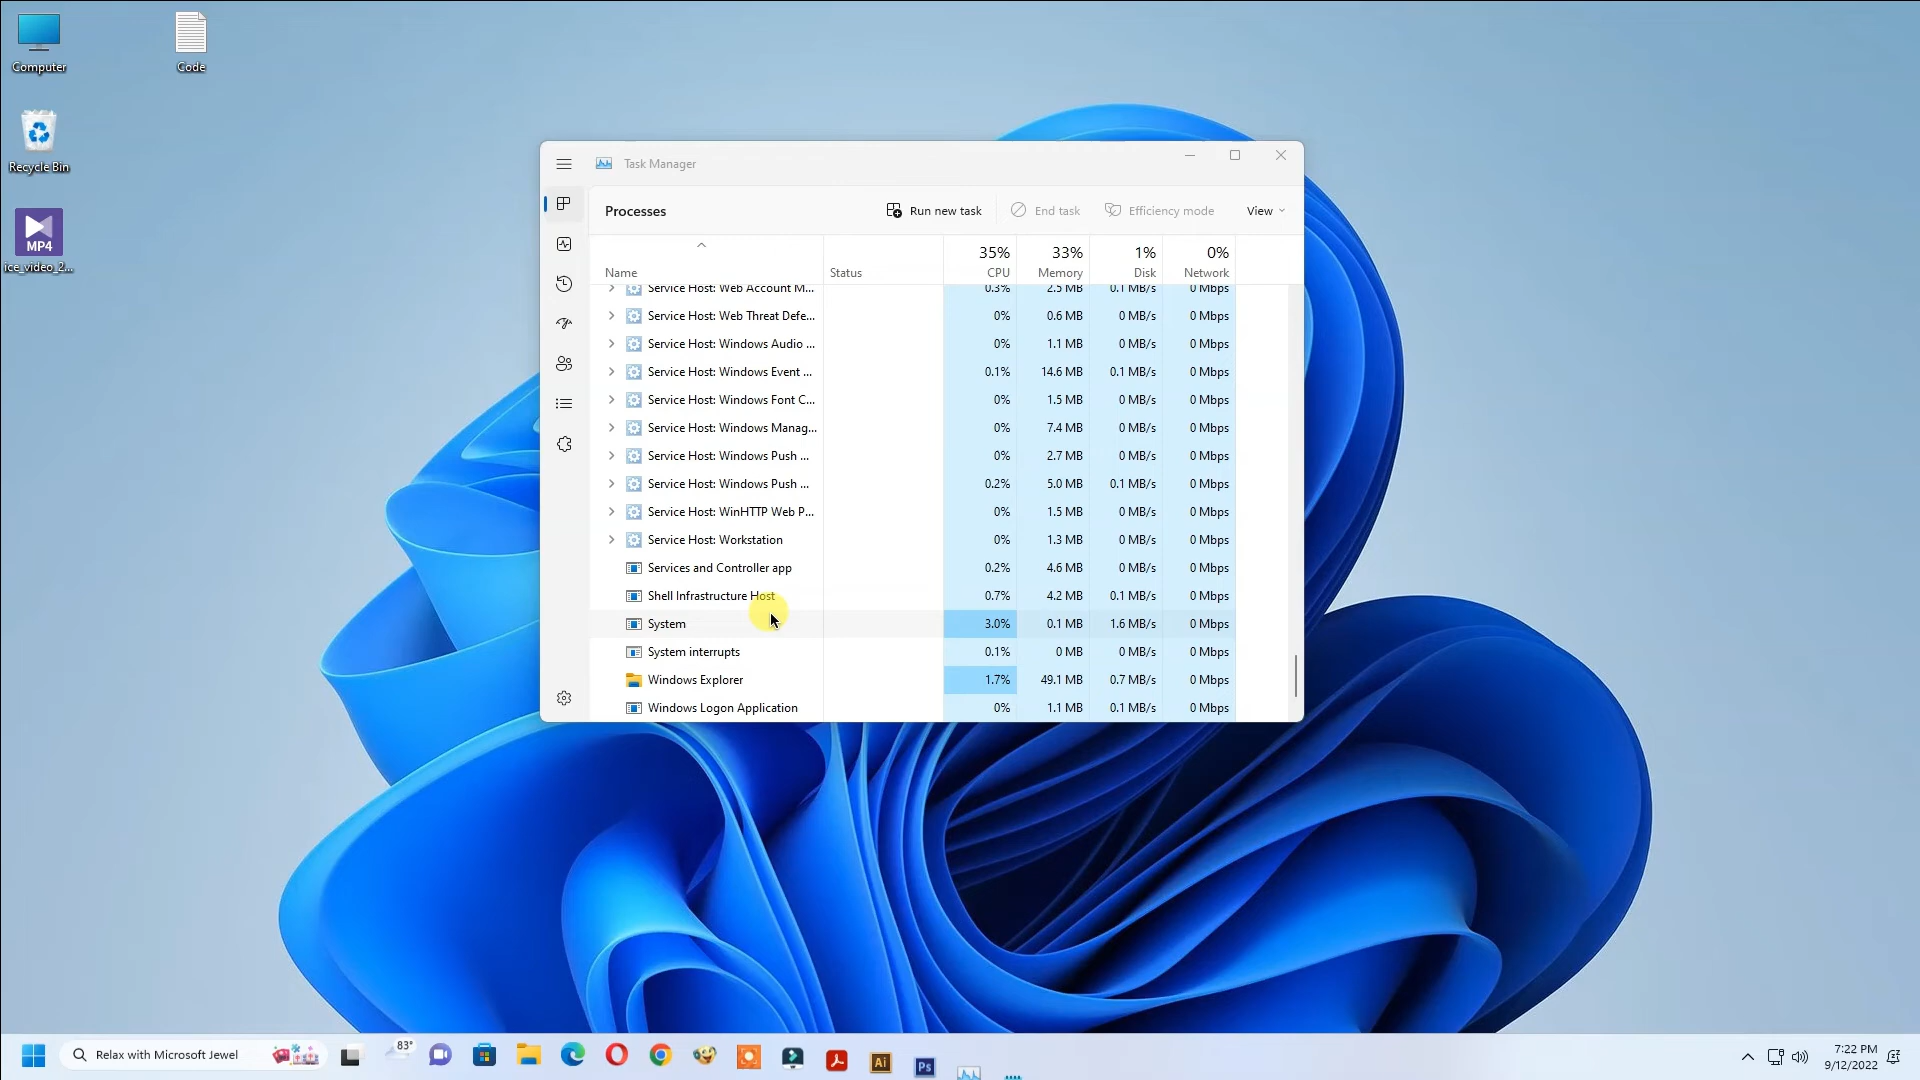 Computer
Code
Recycle Bin
MP4
ice_video_2...
Task Manager
Processes
Run new task
End task
Efficiency mode
View
35% 33% 1% 0%
Name Status CPU Memory Disk Network
Service Host: Web Account M... 0.3% 2.5 MB 0.1 MB/s 0 Mbps
Service Host: Web Threat Defe... 0% 0.6 MB 0 MB/s 0 Mbps
Service Host: Windows Audio ... 0% 1.1 MB 0 MB/s 0 Mbps
Service Host: Windows Event ... 0.1% 14.6 MB 0.1 MB/s 0 Mbps
Service Host: Windows Font C... 0% 1.5 MB 0 MB/s 0 Mbps
Service Host: Windows Manag... 0% 7.4 MB 0 MB/s 0 Mbps
Service Host: Windows Push ... 0% 2.7 MB 0 MB/s 0 Mbps
Service Host: Windows Push ... 0.2% 5.0 MB 0.1 MB/s 0 Mbps
Service Host: WinHTTP Web P... 0% 1.5 MB 0 MB/s 0 Mbps
Service Host: Workstation 0% 1.3 MB 0 MB/s 0 Mbps
Services and Controller app 0.2% 4.6 MB 0 MB/s 0 Mbps
Shell Infrastructure Host 0.7% 4.2 MB 0.1 MB/s 0 Mbps
System 3.0% 0.1 MB 1.6 MB/s 0 Mbps
System interrupts 0.1% 0 MB 0 MB/s 0 Mbps
Windows Explorer 1.7% 49.1 MB 0.7 MB/s 0 Mbps
Windows Logon Application 0% 1.1 MB 0.1 MB/s 0 Mbps
Relax with Microsoft Jewel
83°
Ai
Ps
7:22 PM
9/12/2022